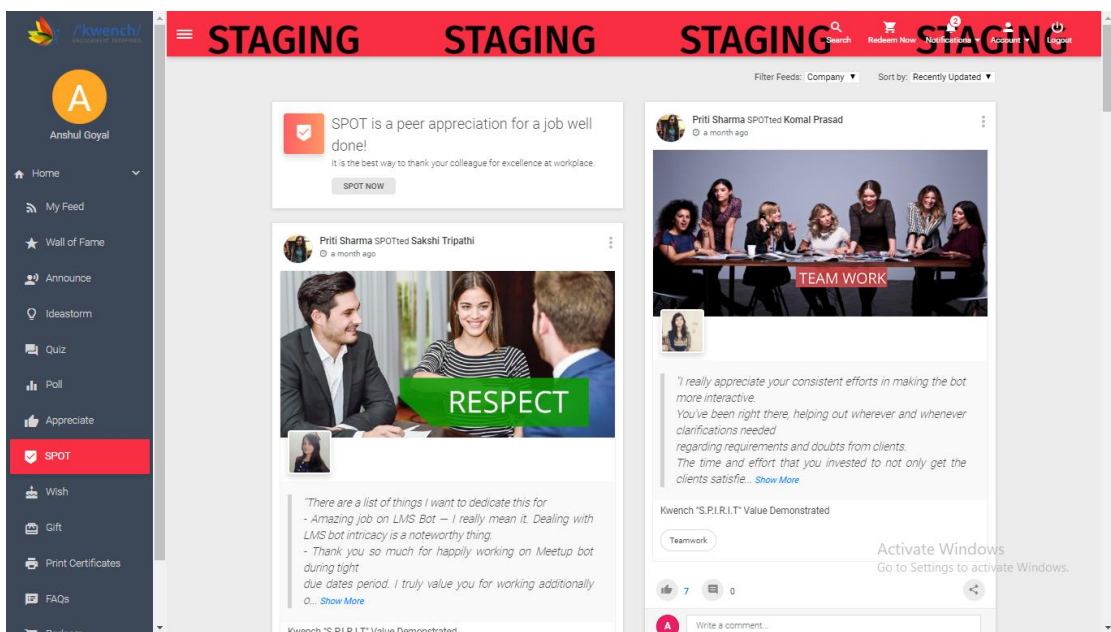 /'kwench/
STAGING STAGING STAGING STAGING
Search
Redeem Now
2
Notifications
Account
Logout
A
Anshul Goyal
Home
My Feed
Wall of Fame
Announce
Ideastorm
Quiz
Poll
Appreciate
SPOT
Wish
Gift
Print Certificates
FAQs
Filter Feeds: Company
Sort by: Recently Updated
SPOT is a peer appreciation for a job well
done!
It is the best way to thank your colleague for excellence at workplace.
SPOT NOW
Priti Sharma SPOTted Sakshi Tripathi
a month ago
RESPECT
"There are a list of things I want to dedicate this for
- Amazing job on LMS Bot — I really mean it. Dealing with
LMS bot intricacy is a noteworthy thing.
- Thank you so much for happily working on Meetup bot
during tight
due dates period. I truly value you for working additionally
o... Show More
Kwench "S.P.I.R.I.T" Value Demonstrated
Priti Sharma SPOTted Komal Prasad
a month ago
TEAM WORK
"I really appreciate your consistent efforts in making the bot
more interactive.
You've been right there, helping out wherever and whenever
clarifications needed
regarding requirements and doubts from clients.
The time and effort that you invested to not only get the
clients satisfie... Show More
Kwench "S.P.I.R.I.T" Value Demonstrated
Teamwork
7
0
A
Write a comment...
Activate Windows
Go to Settings to activate Windows.